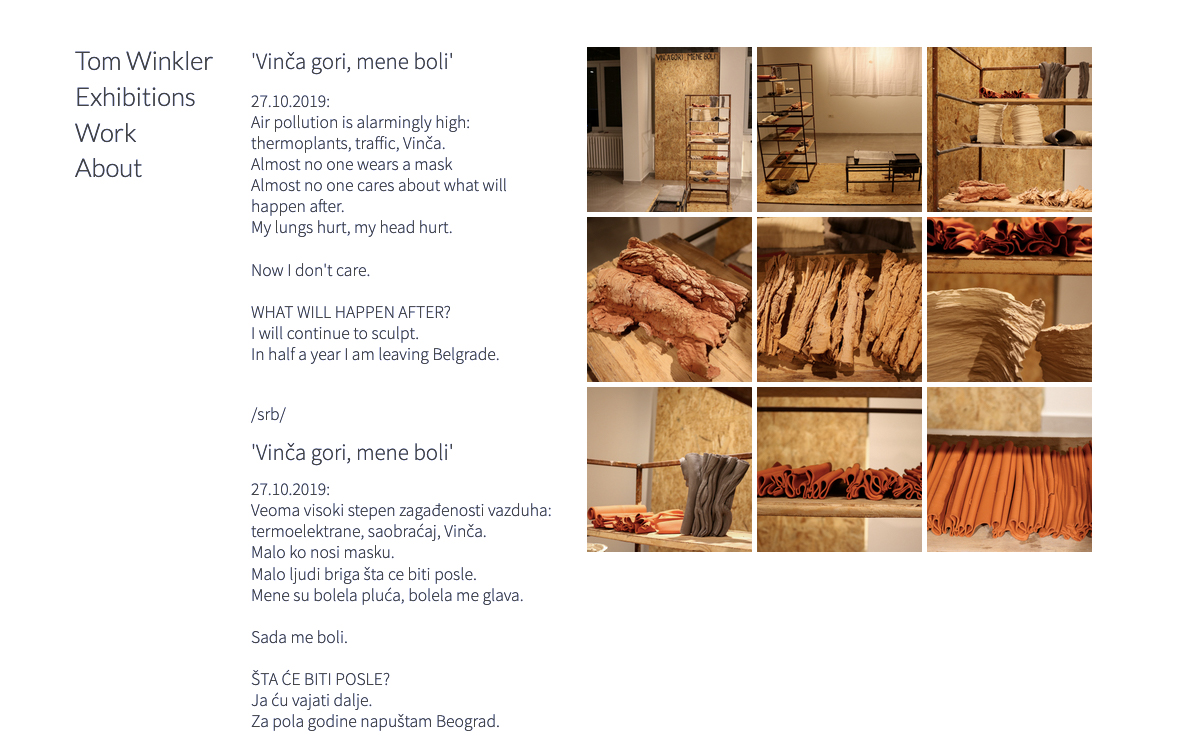 Tom Winkler
Exhibitions
Work
About
'Vinča gori, mene boli'
27.10.2019:
Air pollution is alarmingly high:
thermoplants, traffic, Vinča.
Almost no one wears a mask
Almost no one cares about what will
happen after.
My lungs hurt, my head hurt.
Now I don't care.
WHAT WILL HAPPEN AFTER?
I will continue to sculpt.
In half a year I am leaving Belgrade.
/srb/
'Vinča gori, mene boli'
27.10.2019:
Veoma visoki stepen zagađenosti vazduha:
termoelektrane, saobraćaj, Vinča.
Malo ko nosi masku.
Malo ljudi briga šta ce biti posle.
Mene su bolela pluća, bolela me glava.
Sada me boli.
ŠTA ĆE BITI POSLE?
Ja ću vajati dalje.
Za pola godine napuštam Beograd.
VINČA GORI MENE BOLI